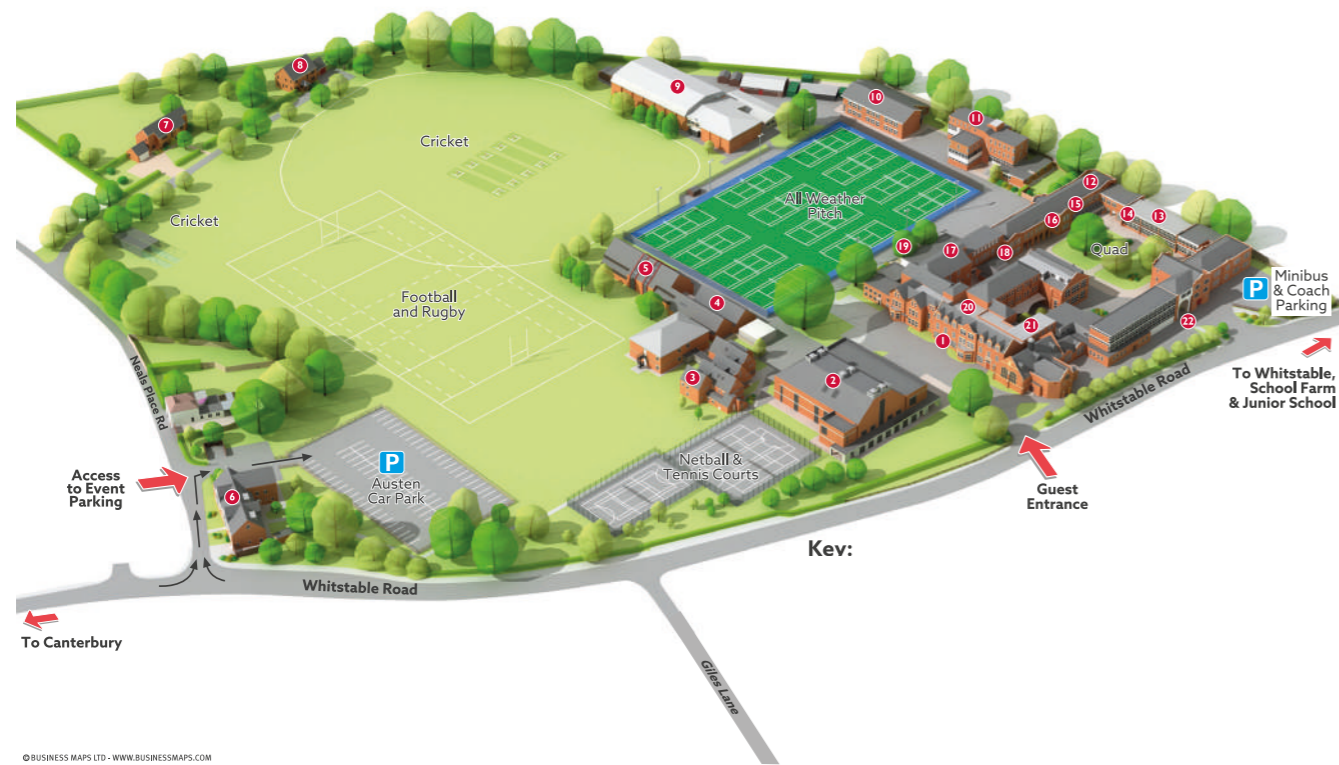 8
9
10
7
11
Cricket
12
All Weather
Pitch
15
13
14
16
Cricket
Quad
19
17
18
5
Minibus
& Coach
Parking
P
4
Football
and Rugby
20
21
22
1
To Whitstable,
School Farm
& Junior School
3
2
Whitstable Road
Neals Place Rd
Netball &
Tennis Courts
P
Austen
Car Park
Access
to Event
Parking
6
Guest
Entrance
Key:
Whitstable Road
To Canterbury
Giles Lane
© BUSINESS MAPS LTD - WWW.BUSINESSMAPS.COM